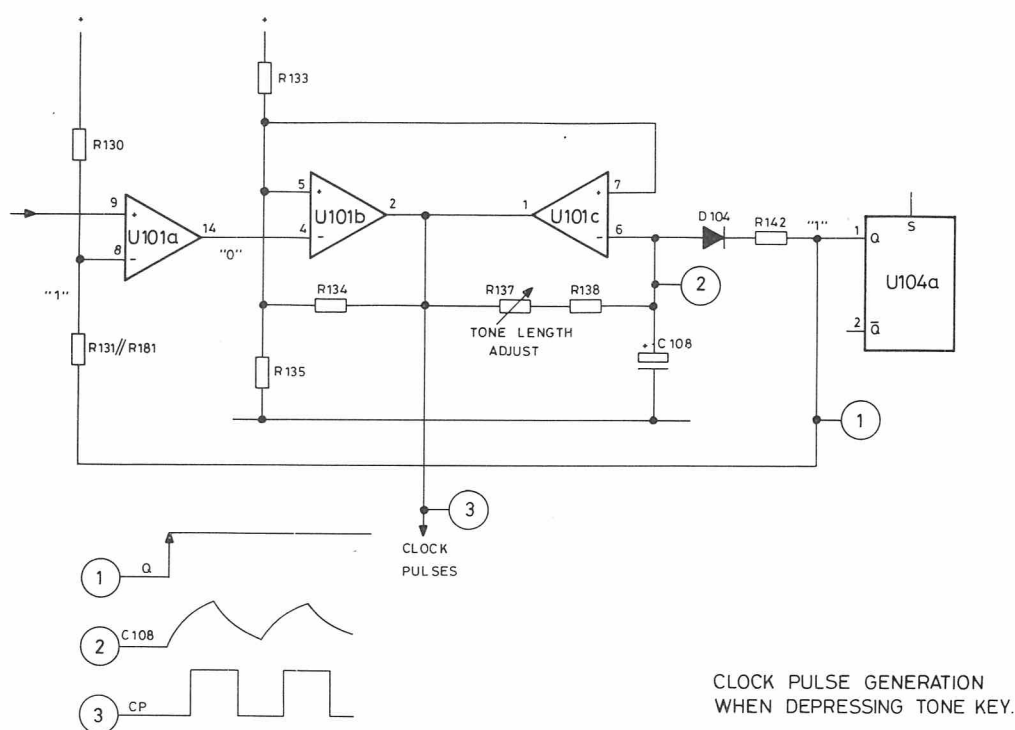 + +
R133
R130
5 + U101b 2
4 -
1 U101c + 7
- 6
9 + U101a 14
8 -
"0"
"1"
D104
R142
"1"
1 Q
S
U104a
2 Q̅
R134
R137
R138
TONE LENGTH
ADJUST
2
+ C108
R131//R181
R135
1
3
CLOCK
PULSES
1 Q
2 C108
3 CP
CLOCK PULSE GENERATION
WHEN DEPRESSING TONE KEY.